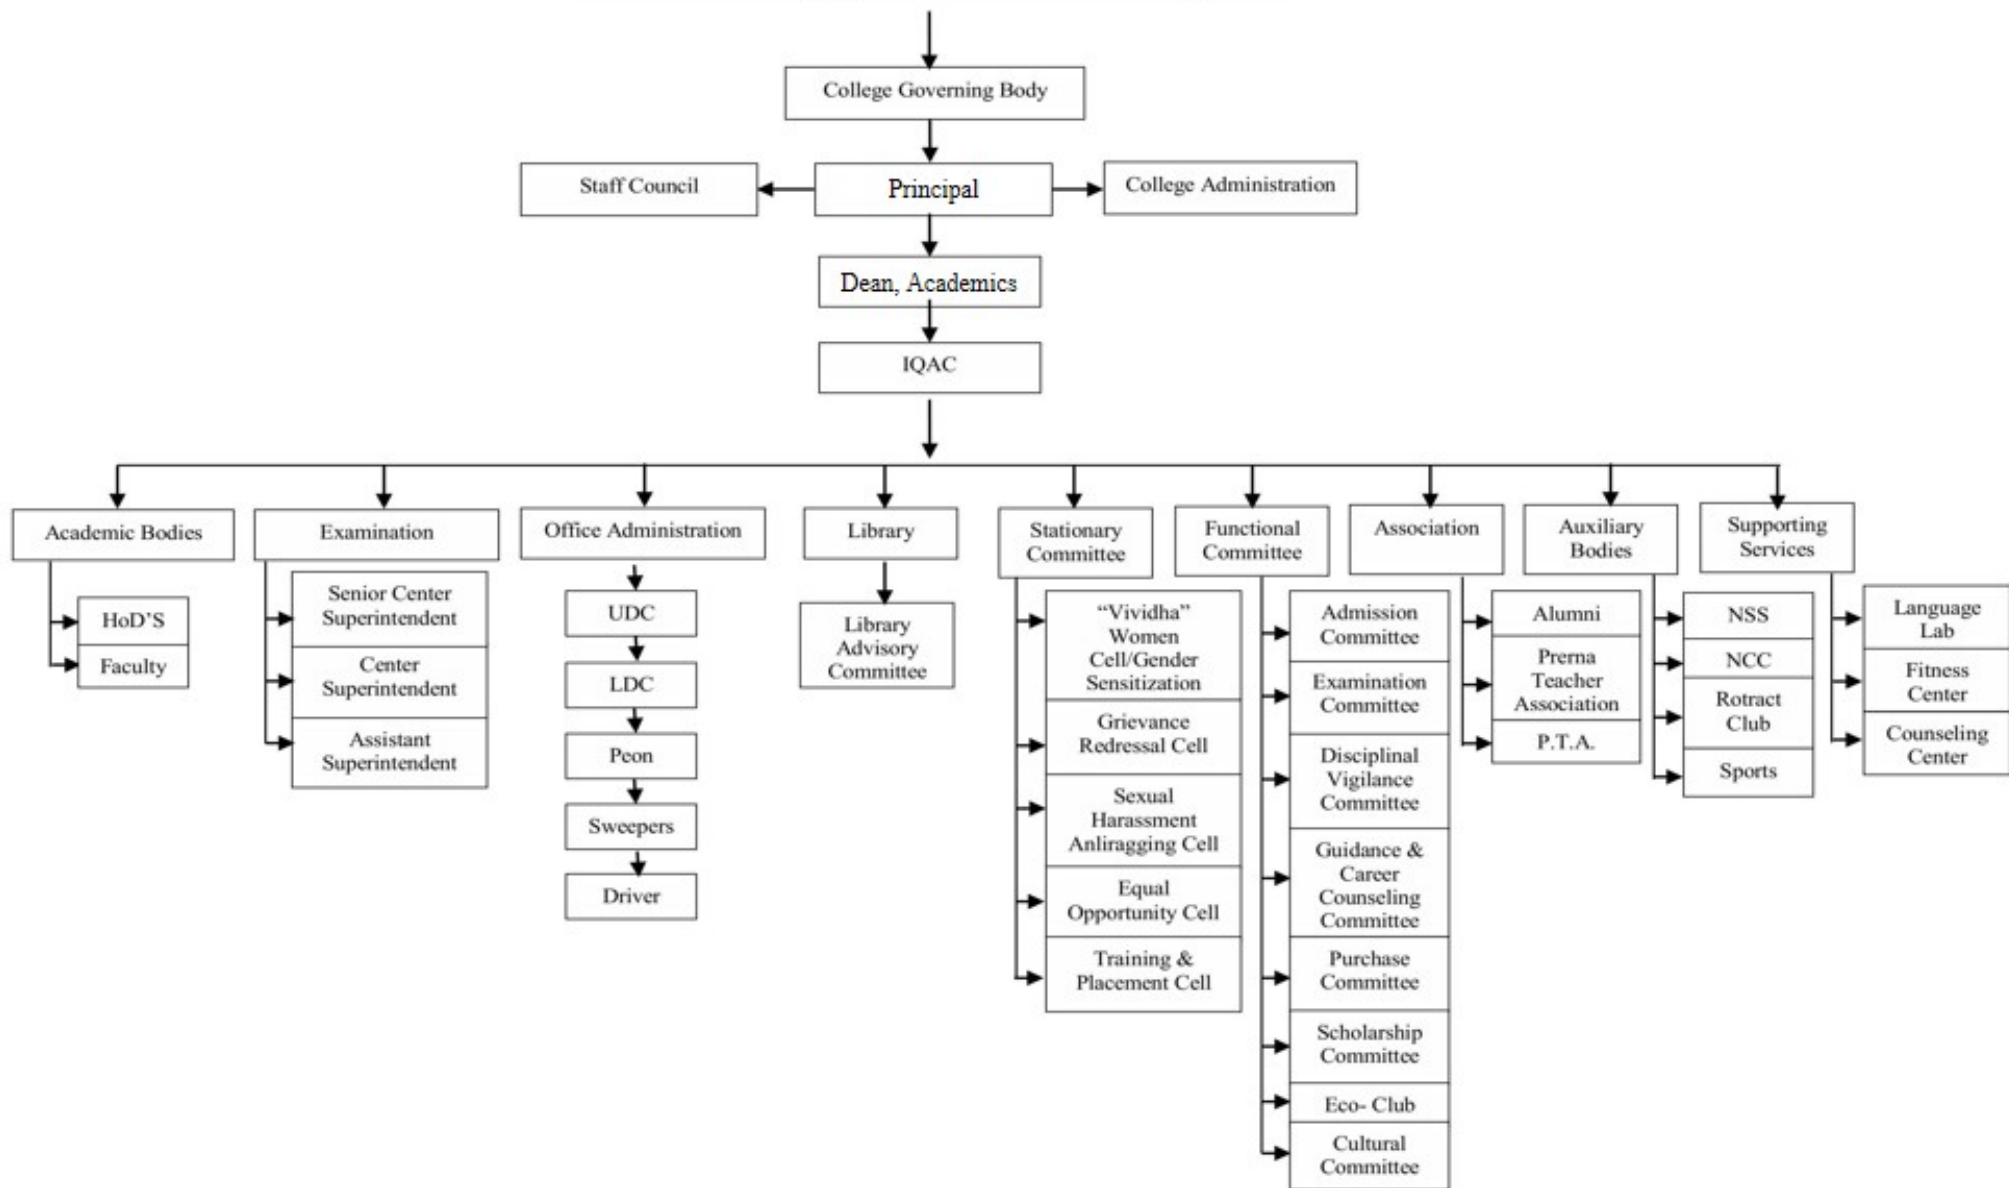 College Governing Body
Staff Council
Principal
College Administration
Dean, Academics
IQAC
Academic Bodies
HoD'S
Faculty
Examination
Senior Center
Superintendent
Center
Superintendent
Assistant
Superintendent
Office Administration
UDC
LDC
Peon
Sweepers
Driver
Library
Library
Advisory
Committee
Stationary
Committee
“Vividha”
Women
Cell/Gender
Sensitization
Grievance
Redressal Cell
Sexual
Harassment
Anliragging Cell
Equal
Opportunity Cell
Training &
Placement Cell
Functional
Committee
Admission
Committee
Examination
Committee
Disciplinal
Vigilance
Committee
Guidance &
Career
Counseling
Committee
Purchase
Committee
Scholarship
Committee
Eco- Club
Cultural
Committee
Association
Alumni
Prerna
Teacher
Association
P.T.A.
Auxiliary
Bodies
NSS
NCC
Rotract
Club
Sports
Supporting
Services
Language
Lab
Fitness
Center
Counseling
Center